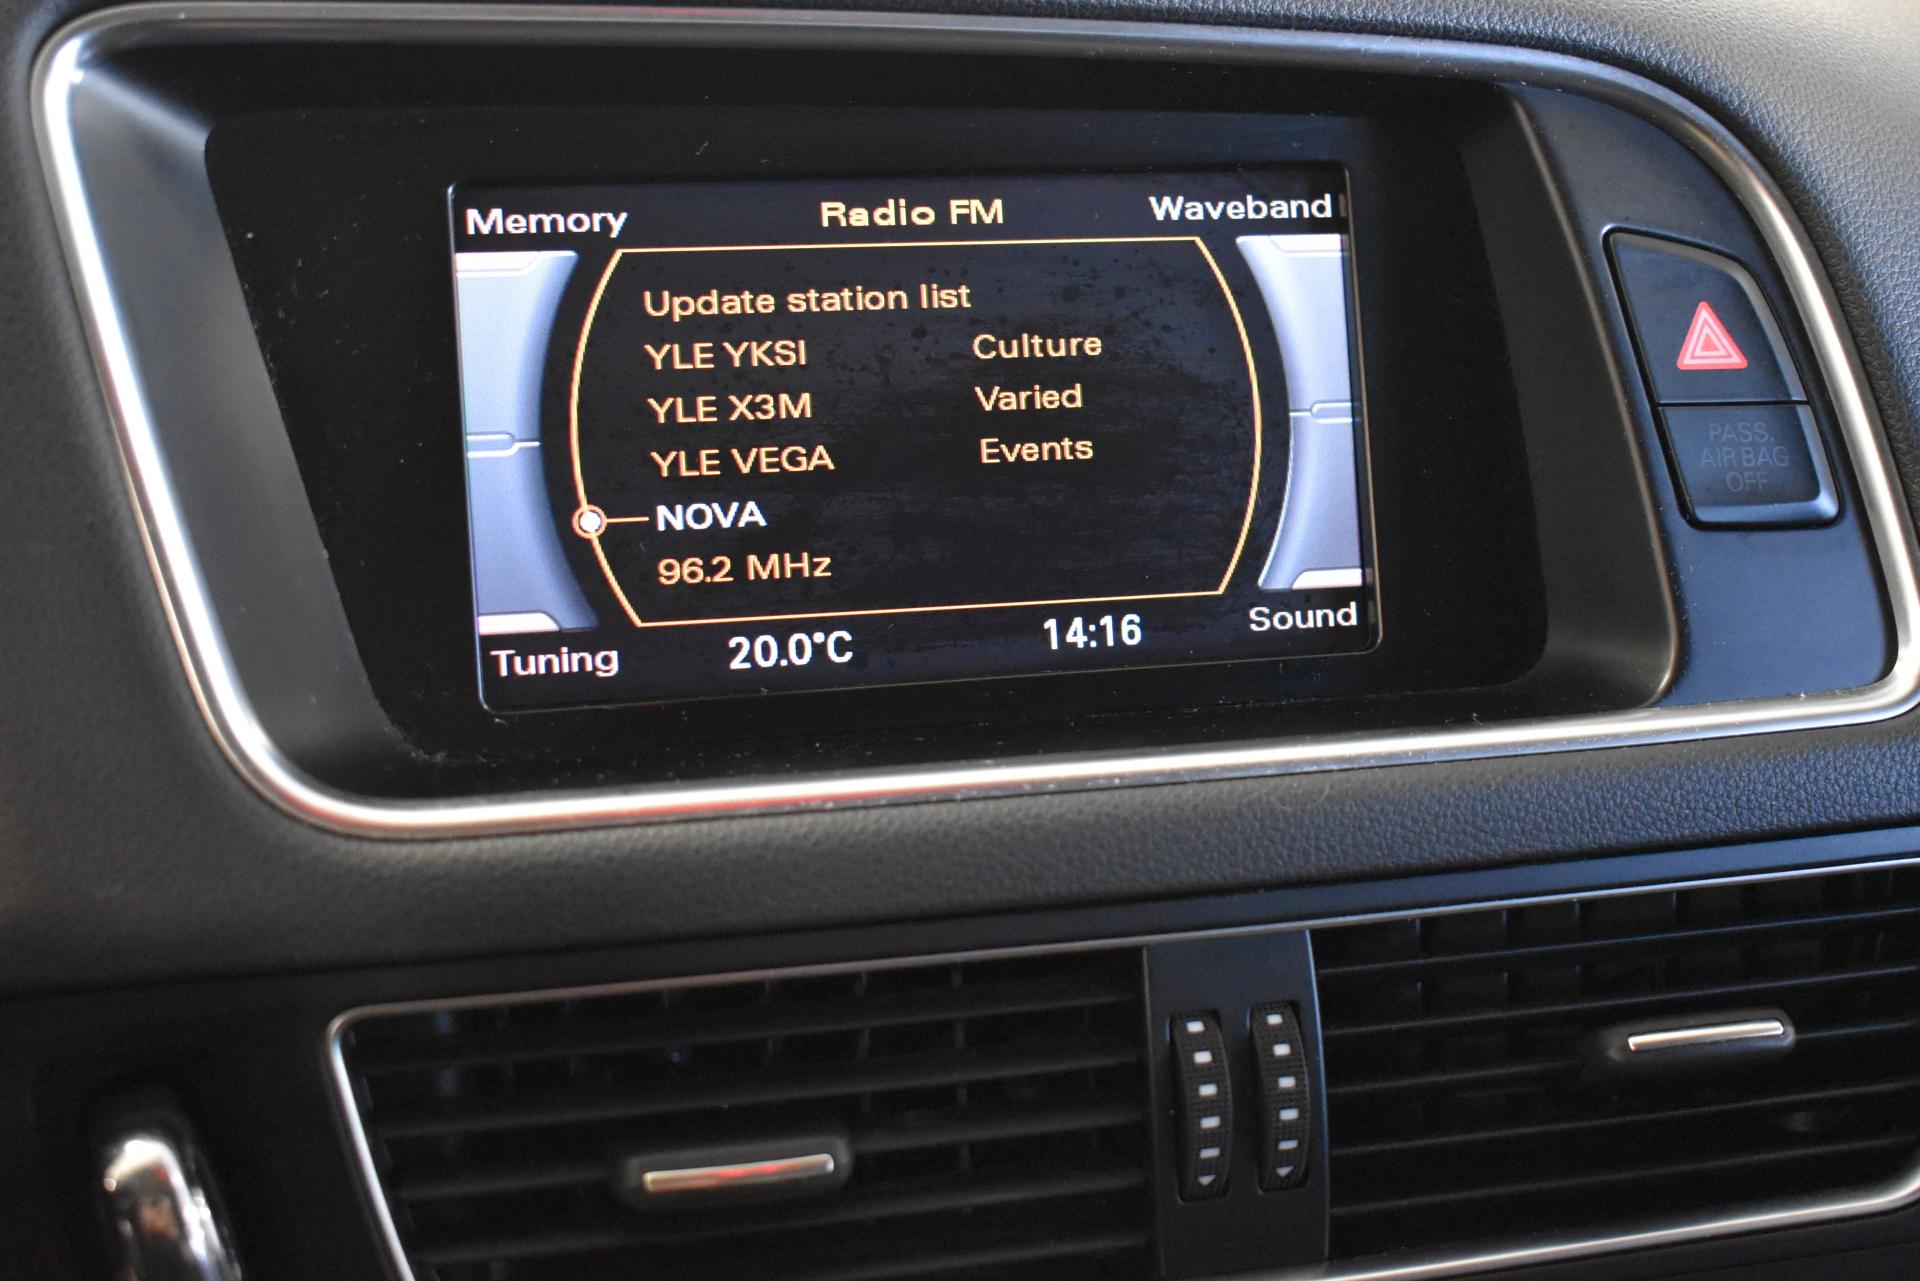 Memory Radio FM Waveband
Update station list
YLE YKSI Culture
YLE X3M Varied
YLE VEGA Events
NOVA
96.2 MHz
Tuning 20.0°C 14:16 Sound
PASS.
AIR BAG
OFF